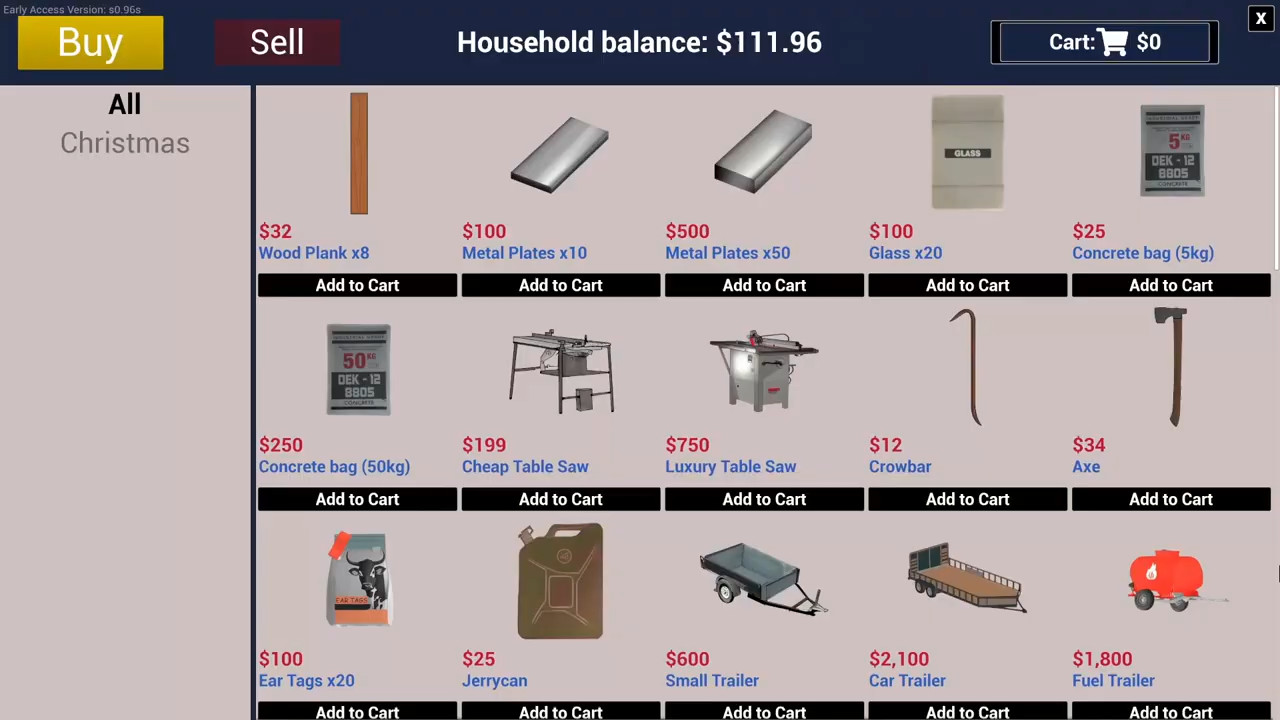 Early Access Version: s0.96s
Buy
Sell
Household balance: $111.96
Cart: $0
X
All
Christmas
GLASS
5KG
DEK - 12
8805
CONCRETE
$32
$100
$500
$100
$25
Wood Plank x8
Metal Plates x10
Metal Plates x50
Glass x20
Concrete bag (5kg)
Add to Cart
Add to Cart
Add to Cart
Add to Cart
Add to Cart
50KG
DEK - 12
8805
CONCRETE
$250
$199
$750
$12
$34
Concrete bag (50kg)
Cheap Table Saw
Luxury Table Saw
Crowbar
Axe
Add to Cart
Add to Cart
Add to Cart
Add to Cart
Add to Cart
EAR TAGS
$100
$25
$600
$2,100
$1,800
Ear Tags x20
Jerrycan
Small Trailer
Car Trailer
Fuel Trailer
Add to Cart
Add to Cart
Add to Cart
Add to Cart
Add to Cart